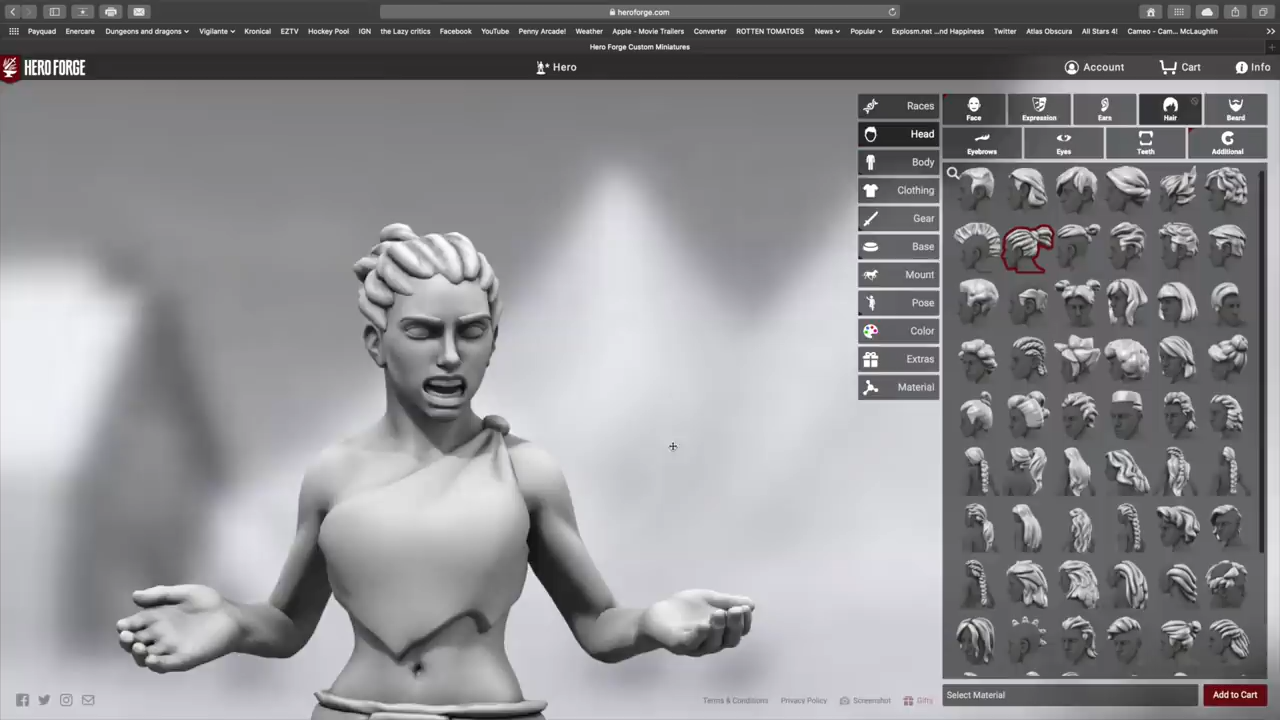 heroforge.com
Payquad Enercare Dungeons and dragons Vigilante Kronical EZTV Hockey Pool IGN the Lazy critics Facebook YouTube Penny Arcade! Weather Apple - Movie Trailers Converter ROTTEN TOMATOES News Popular Explosm.net ...nd Happiness Twitter Atlas Obscura All Stars 4! Cameo - Cam... McLaughlin
Hero Forge Custom Miniatures
HERO FORGE
* Hero
Account
Cart
Info
Races
Head
Body
Clothing
Gear
Base
Mount
Pose
Color
Extras
Material
Face Expression Ears Hair Beard
Eyebrows Eyes Teeth Additional
Terms & Conditions Privacy Policy Screenshot Gifty
Select Material
Add to Cart